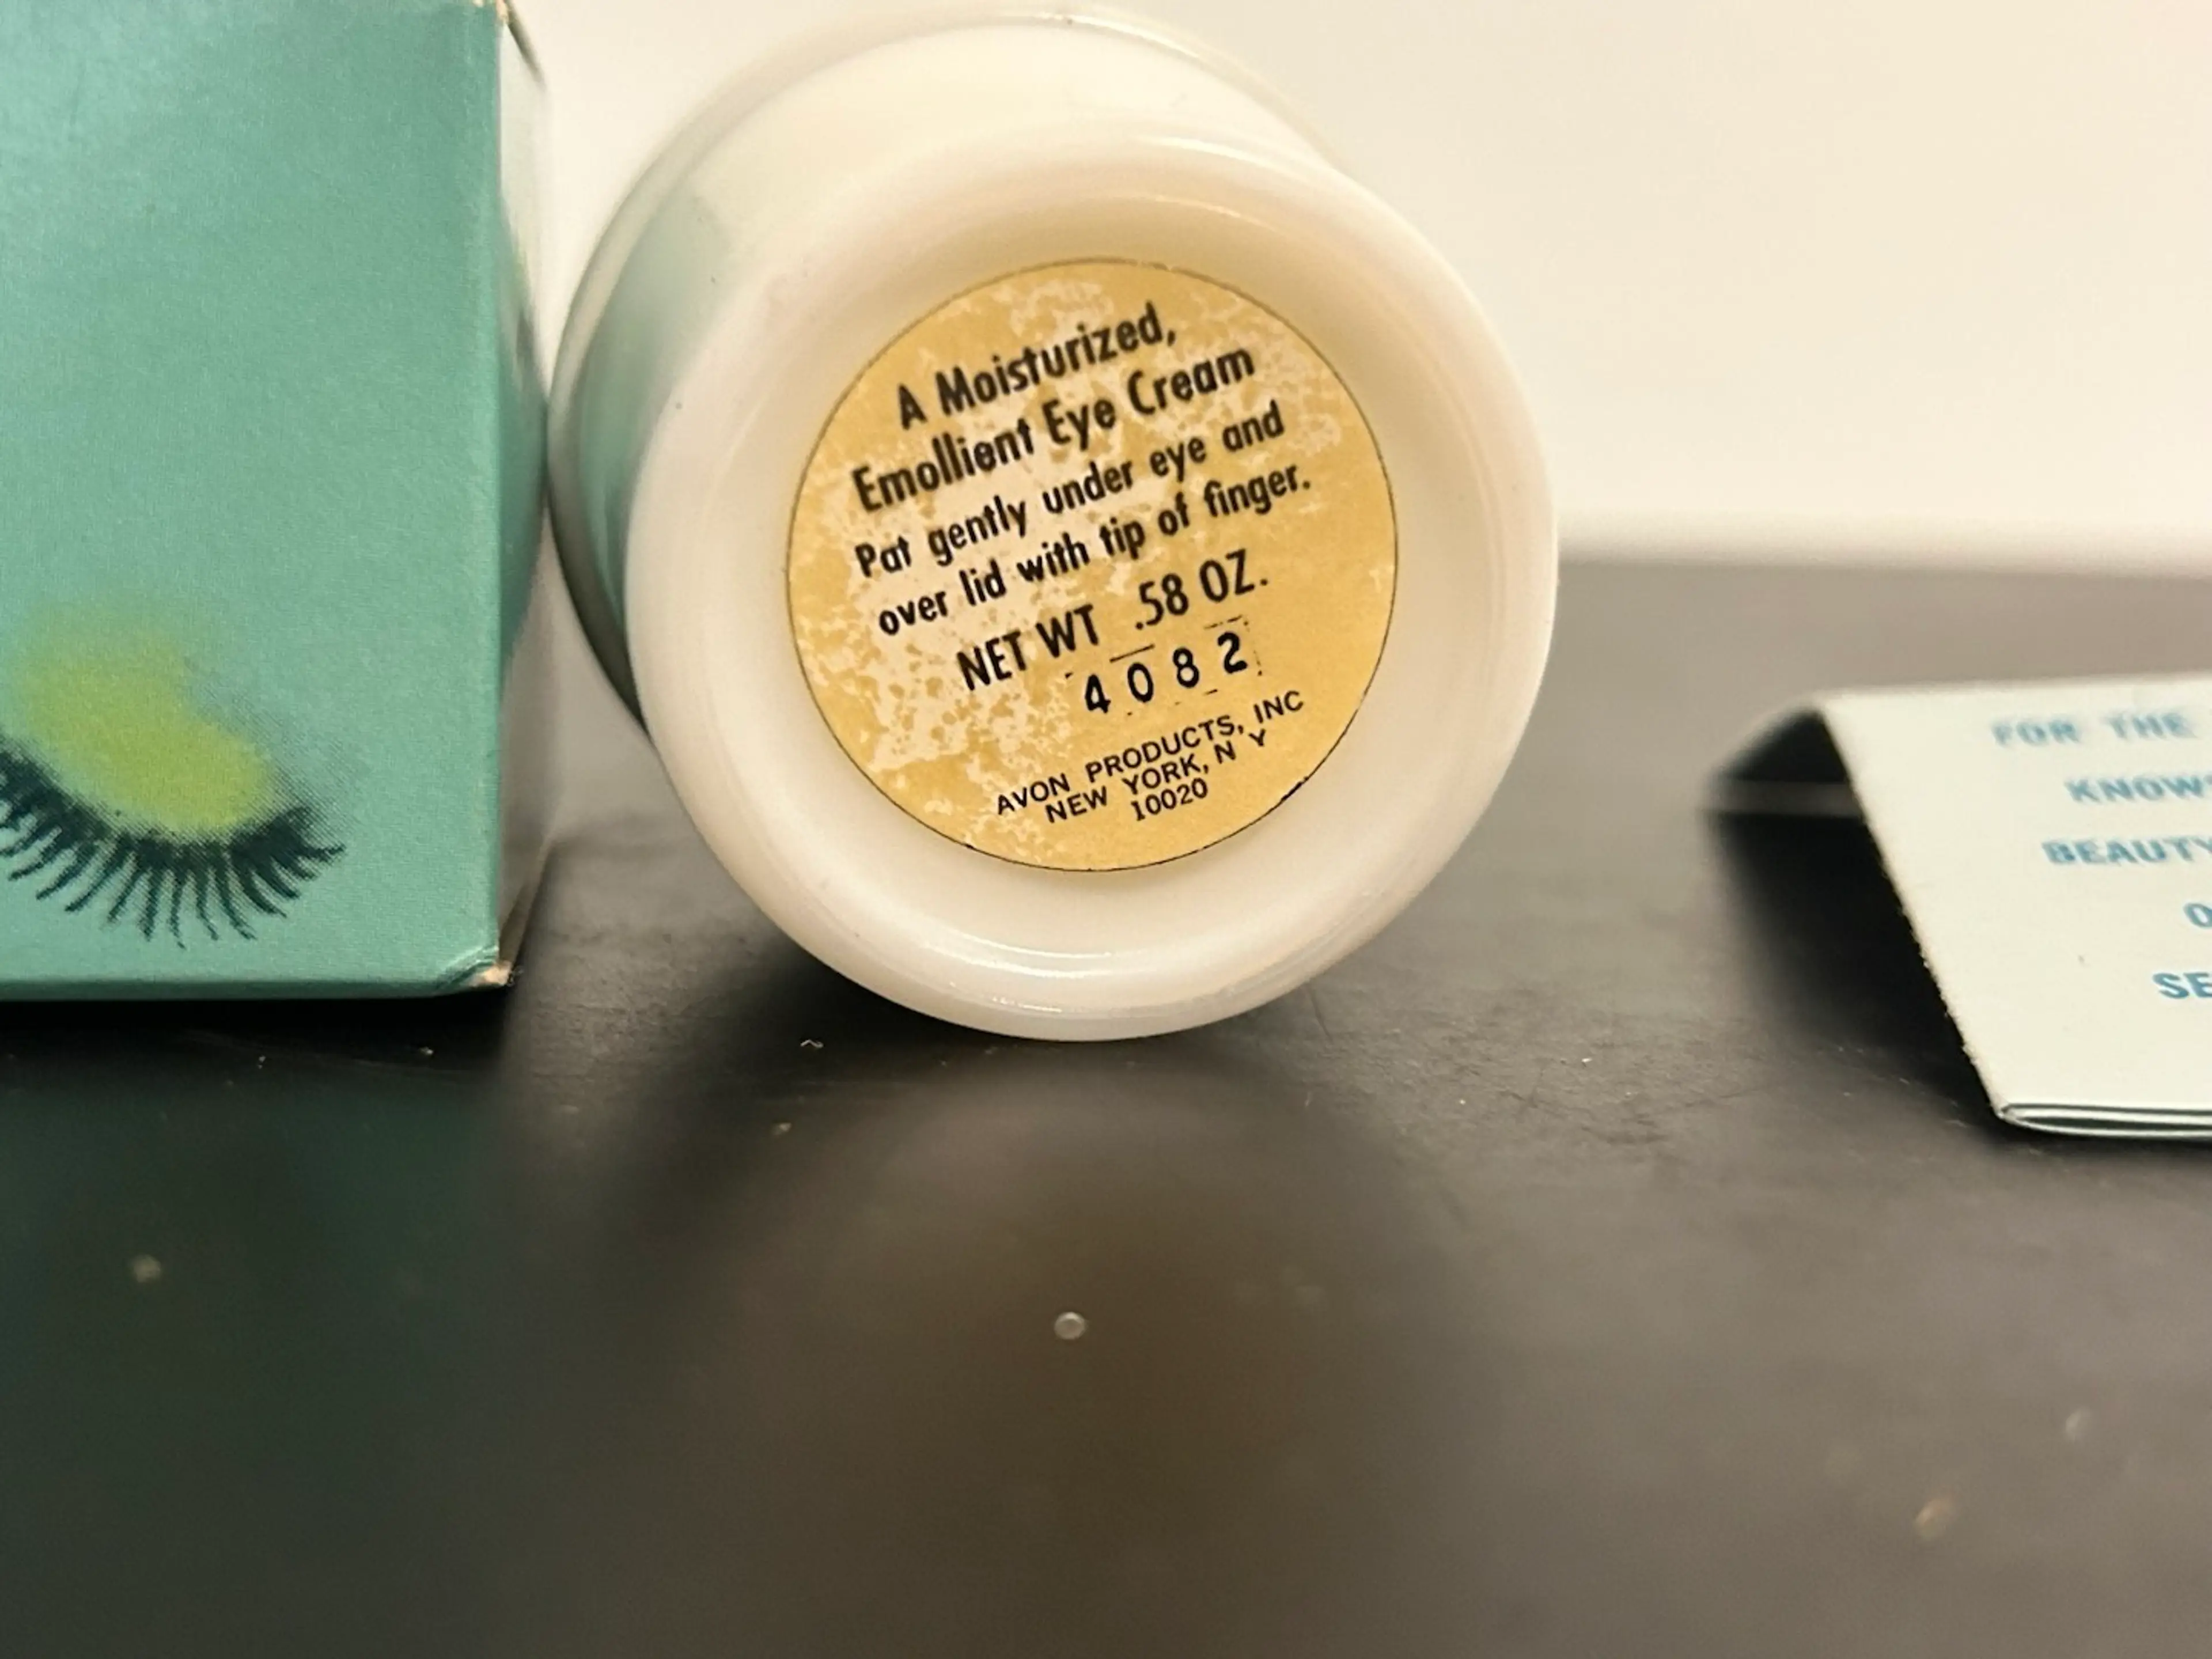 A Moisturized,
Emollient Eye Cream
Pat gently under eye and
over lid with tip of finger.
NET WT .58 OZ.
4082
AVON PRODUCTS, INC
NEW YORK, N Y
10020
FOR THE
BEAUTY